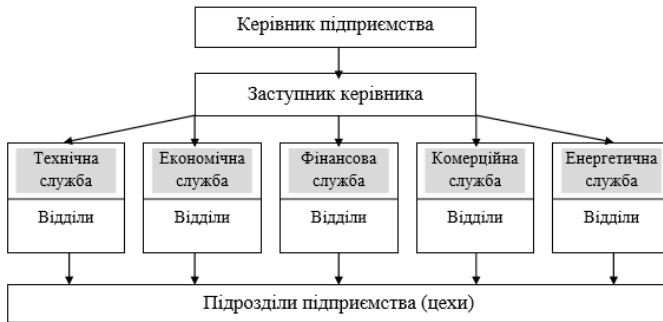 Керівник підприємства
Заступник керівника
Технічна
служба
Економічна
служба
Фінансова
служба
Комерційна
служба
Енергетична
служба
Відділи
Відділи
Відділи
Відділи
Відділи
Підрозділи підприємства (цехи)